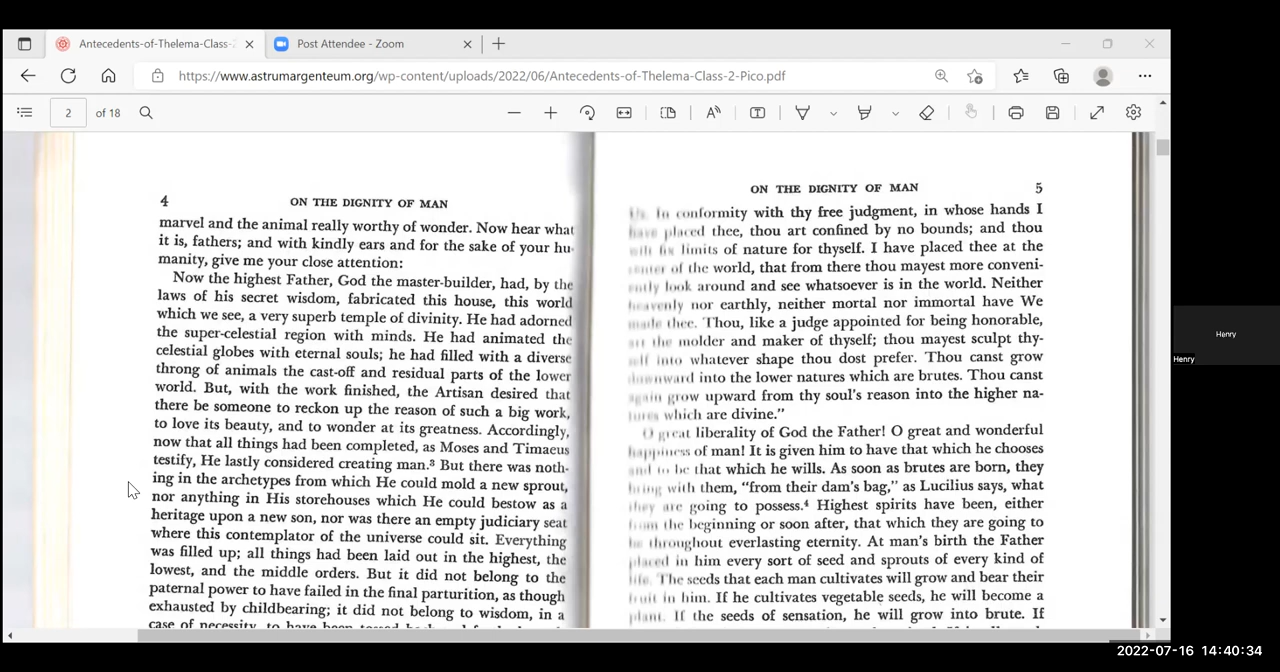 Antecedents-of-Thelema-Class-2
Post Attendee - Zoom
https://www.astrumargenteum.org/wp-content/uploads/2022/06/Antecedents-of-Thelema-Class-2-Pico.pdf
2 of 18
4 ON THE DIGNITY OF MAN
marvel and the animal really worthy of wonder. Now hear what
it is, fathers; and with kindly ears and for the sake of your hu-
manity, give me your close attention:
Now the highest Father, God the master-builder, had, by the
laws of his secret wisdom, fabricated this house, this world
which we see, a very superb temple of divinity. He had adorned
the super-celestial region with minds. He had animated the
celestial globes with eternal souls; he had filled with a diverse
throng of animals the cast-off and residual parts of the lower
world. But, with the work finished, the Artisan desired that
there be someone to reckon up the reason of such a big work,
to love its beauty, and to wonder at its greatness. Accordingly,
now that all things had been completed, as Moses and Timaeus
testify, He lastly considered creating man.³ But there was noth-
ing in the archetypes from which He could mold a new sprout,
nor anything in His storehouses which He could bestow as a
heritage upon a new son, nor was there an empty judiciary seat
where this contemplator of the universe could sit. Everything
was filled up; all things had been laid out in the highest, the
lowest, and the middle orders. But it did not belong to the
paternal power to have failed in the final parturition, as though
exhausted by childbearing; it did not belong to wisdom, in a
case of necessity, to have been
ON THE DIGNITY OF MAN 5
In conformity with thy free judgment, in whose hands I
have placed thee, thou art confined by no bounds; and thou
wilt fix limits of nature for thyself. I have placed thee at the
center of the world, that from there thou mayest more conveni-
ently look around and see whatsoever is in the world. Neither
heavenly nor earthly, neither mortal nor immortal have We
made thee. Thou, like a judge appointed for being honorable,
art the molder and maker of thyself; thou mayest sculpt thy-
self into whatever shape thou dost prefer. Thou canst grow
downward into the lower natures which are brutes. Thou canst
again grow upward from thy soul's reason into the higher na-
tures which are divine."
O great liberality of God the Father! O great and wonderful
happiness of man! It is given him to have that which he chooses
and to be that which he wills. As soon as brutes are born, they
bring with them, "from their dam's bag," as Lucilius says, what
they are going to possess.⁴ Highest spirits have been, either
from the beginning or soon after, that which they are going to
be throughout everlasting eternity. At man's birth the Father
placed in him every sort of seed and sprouts of every kind of
life. The seeds that each man cultivates will grow and bear their
fruit in him. If he cultivates vegetable seeds, he will become a
plant. If the seeds of sensation, he will grow into brute. If
Henry
Henry
2022-07-16 14:40:34